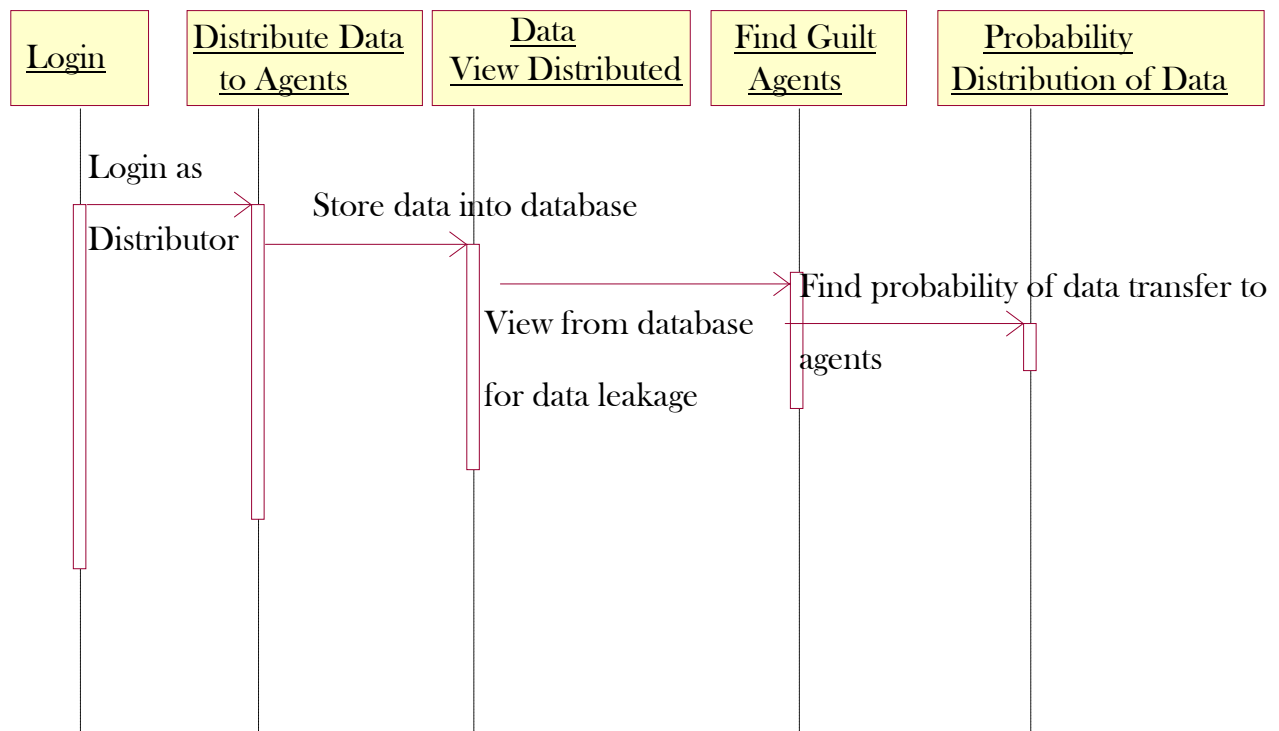 Login
Distribute Data
to Agents
Data
View Distributed
Find Guilt
Agents
Probability
Distribution of Data
Login as
Distributor
Store data into database
View from database
for data leakage
Find probability of data transfer to
agents